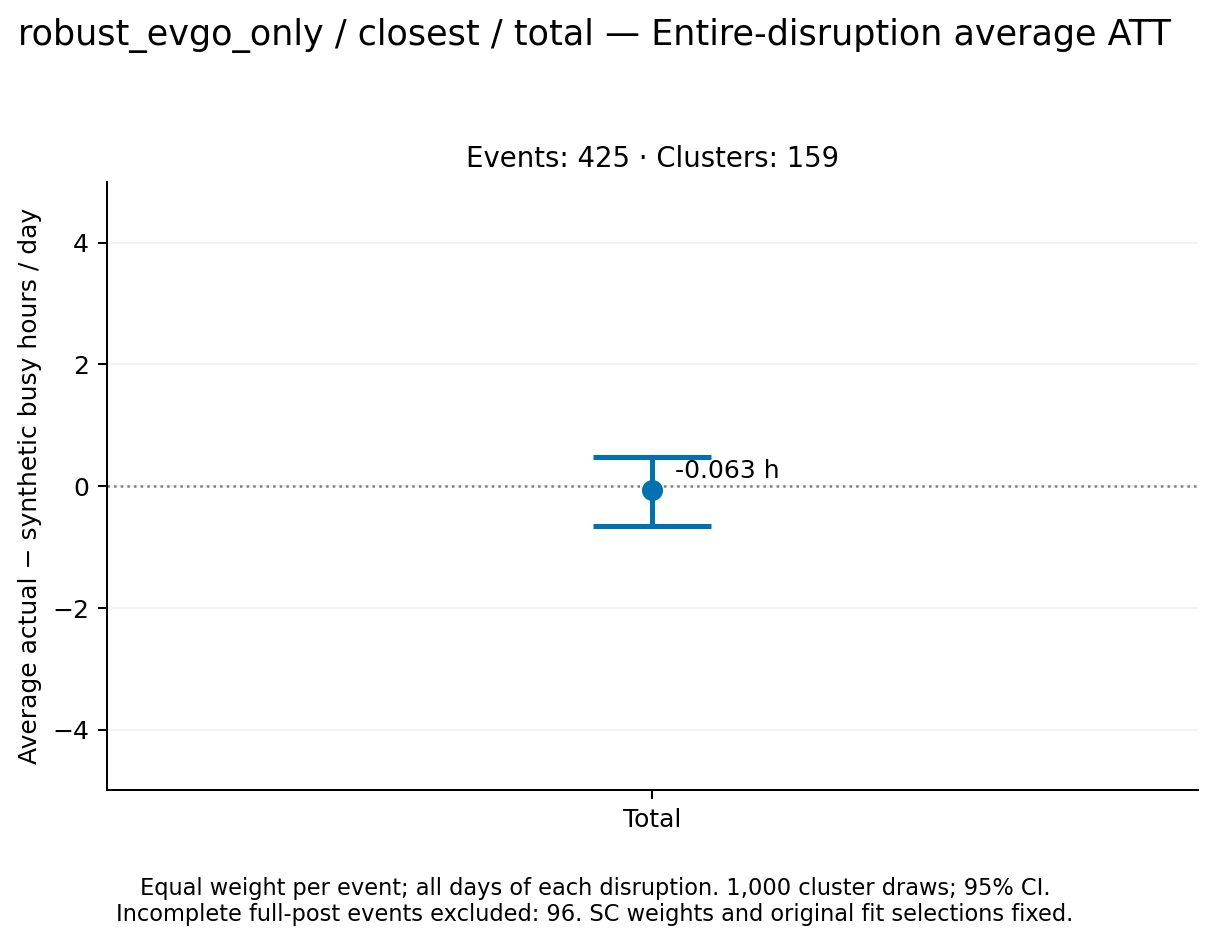 robust_evgo_only / closest / total — Entire-disruption average ATT
Events: 425 · Clusters: 159
Average actual − synthetic busy hours / day
4
2
0
−2
−4
-0.063 h
Total
Equal weight per event; all days of each disruption. 1,000 cluster draws; 95% CI.
Incomplete full-post events excluded: 96. SC weights and original fit selections fixed.